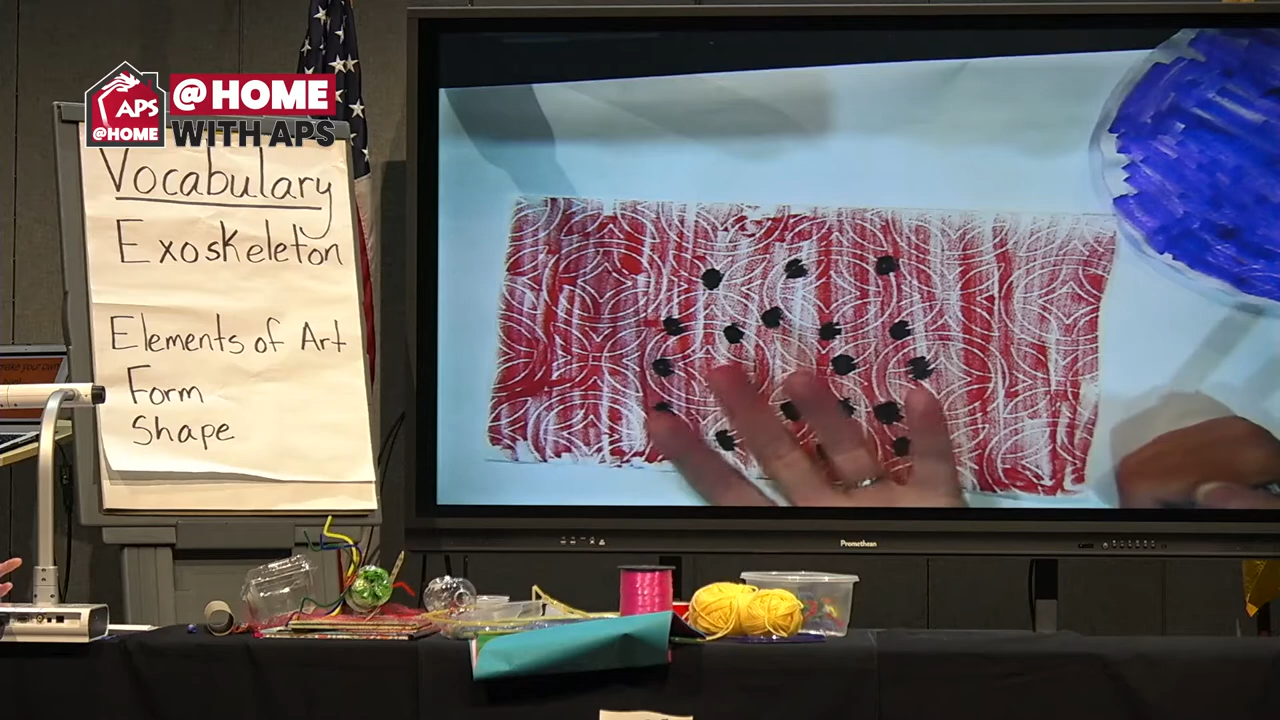 APS
@HOME
@HOME
WITH APS
Vocabulary
Exoskeleton
Elements of Art
Form
Shape
Promethean